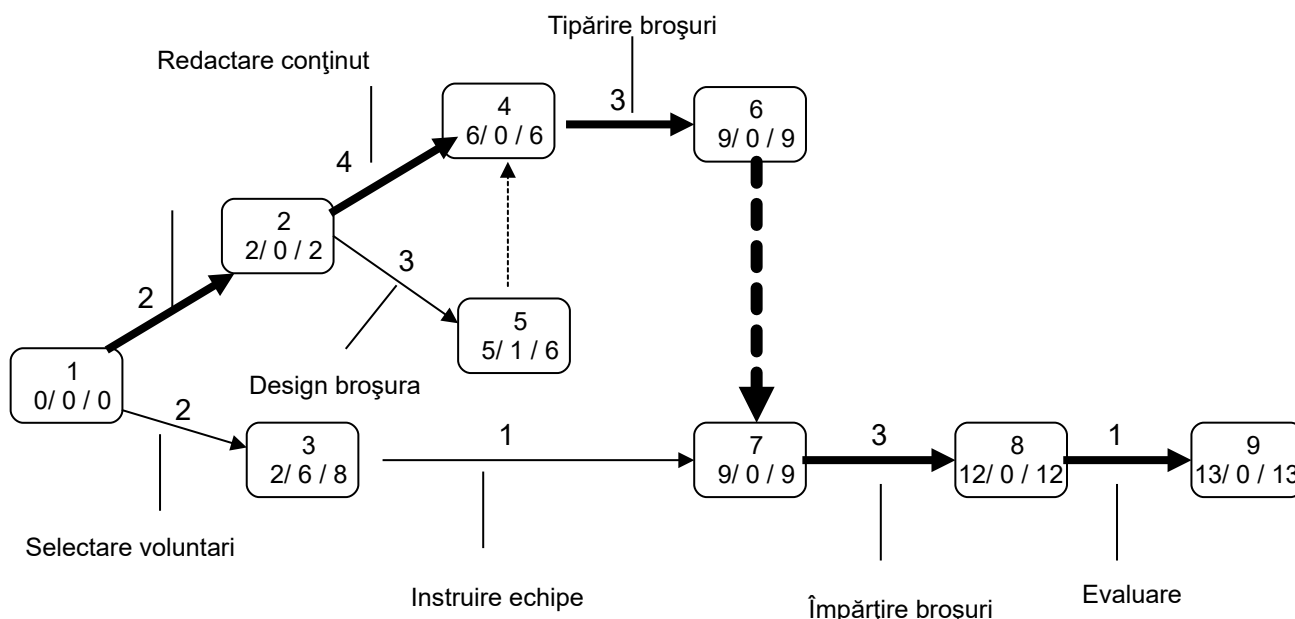 Tipărire broşuri
Redactare conţinut
4
6/ 0 / 6
3
6
9/ 0 / 9
4
2
2/ 0 / 2
3
2
5
5/ 1 / 6
1
0/ 0 / 0
Design broşura
2
3
2/ 6 / 8
1
7
9/ 0 / 9
3
8
12/ 0 / 12
1
9
13/ 0 / 13
Selectare voluntari
Instruire echipe
Împărţire broşuri
Evaluare